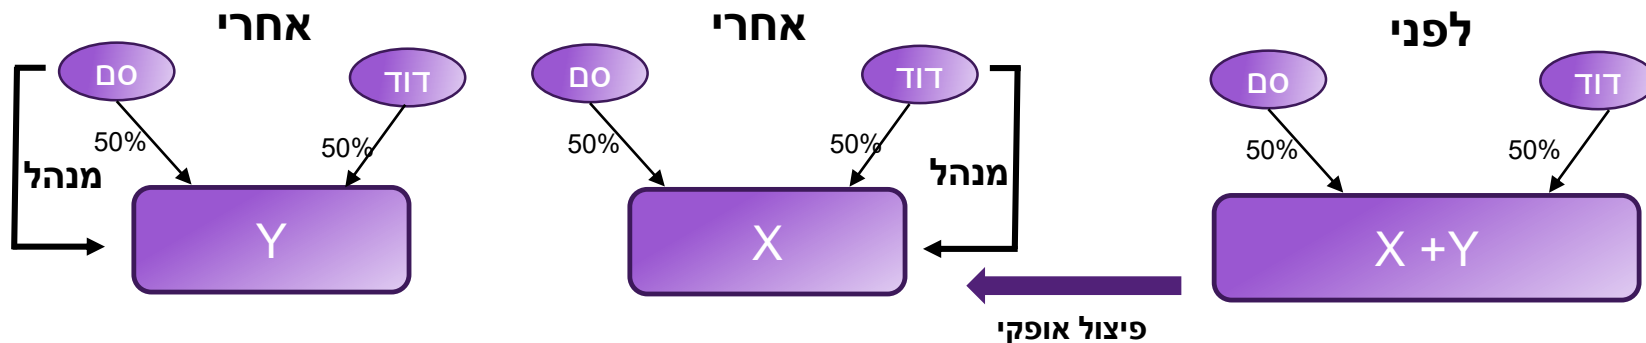 לפני
סם
דוד
50%
50%
X +Y
פיצול אופקי
אחרי
סם
דוד
50%
50%
מנהל
X
אחרי
סם
דוד
50%
50%
מנהל
Y